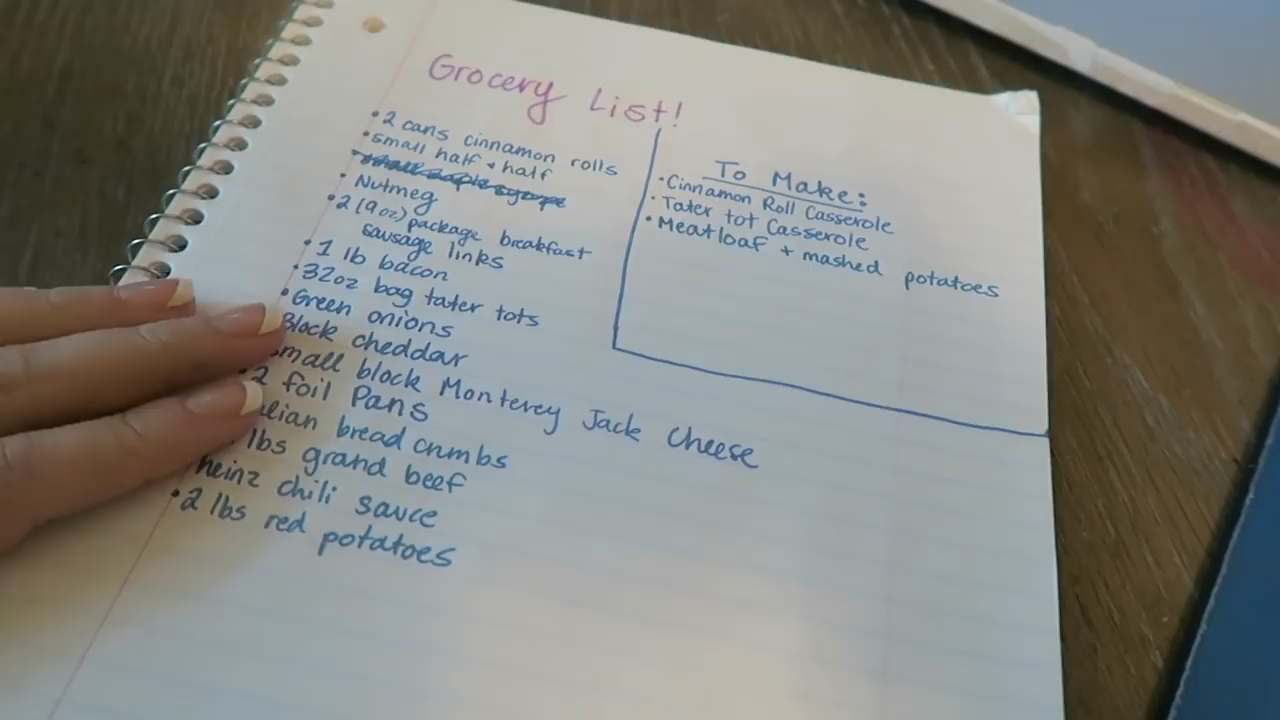 Grocery List!
• 2 cans cinnamon rolls
• small half + half
• Nutmeg
• 2 (9oz) package breakfast
sausage links
• 1 lb bacon
• 32oz bag tater tots
• Green onions
Block cheddar
small block Monterey Jack Cheese
• 2 foil Pans
bread crumbs
lbs grand beef
heinz chili sauce
• 2 lbs red potatoes
To Make:
• Cinnamon Roll Casserole
• Tater tot Casserole
• Meatloaf + mashed potatoes